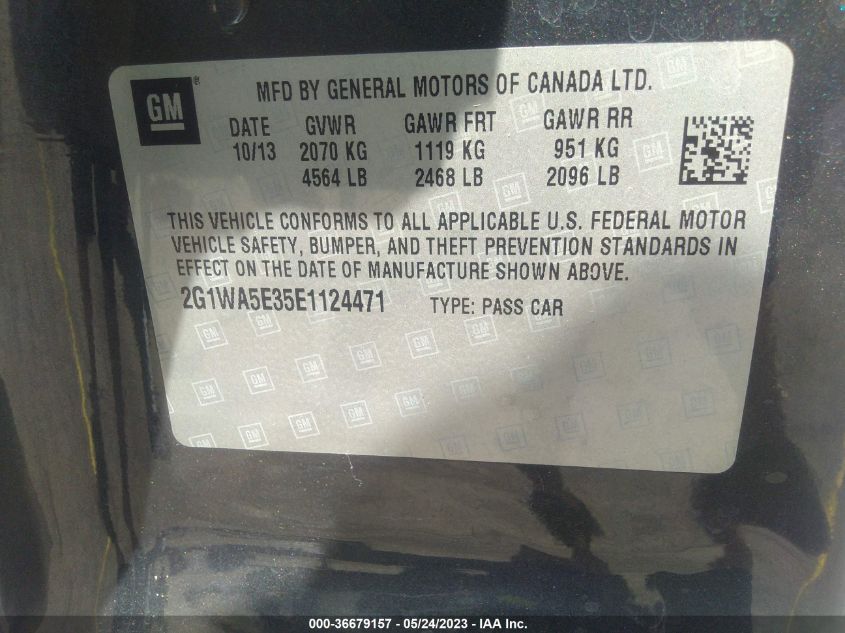 GM®
MFD BY GENERAL MOTORS OF CANADA LTD.
DATE GVWR GAWR FRT GAWR RR
10/13 2070 KG 1119 KG 951 KG
4564 LB 2468 LB 2096 LB
THIS VEHICLE CONFORMS TO ALL APPLICABLE U.S. FEDERAL MOTOR
VEHICLE SAFETY, BUMPER, AND THEFT PREVENTION STANDARDS IN
EFFECT ON THE DATE OF MANUFACTURE SHOWN ABOVE.
2G1WA5E35E1124471 TYPE: PASS CAR
000-36679157 - 05/24/2023 - IAA Inc.